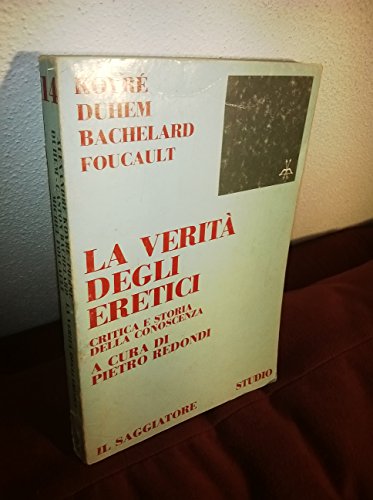 14
KOYRÉ
DUHEM
BACHELARD
FOUCAULT
LA VERITÀ
DEGLI
ERETICI
CRITICA E STORIA
DELLA CONOSCENZA
A CURA DI
PIETRO REDONDI
IL SAGGIATORE
STUDIO